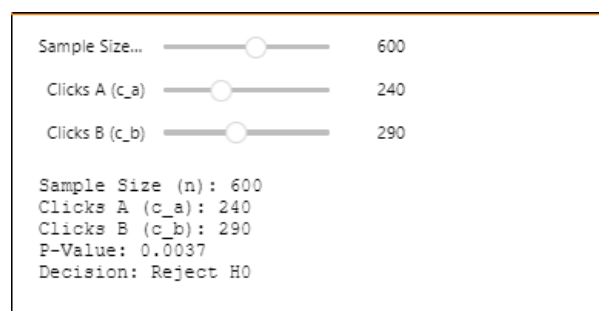 Sample Size... 600
Clicks A (c_a) 240
Clicks B (c_b) 290
Sample Size (n): 600
Clicks A (c_a): 240
Clicks B (c_b): 290
P-Value: 0.0037
Decision: Reject H0